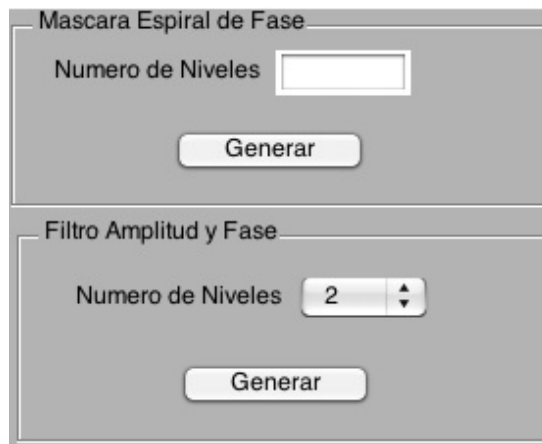 Mascara Espiral de Fase
Numero de Niveles
Generar
Filtro Amplitud y Fase
Numero de Niveles 2
Generar